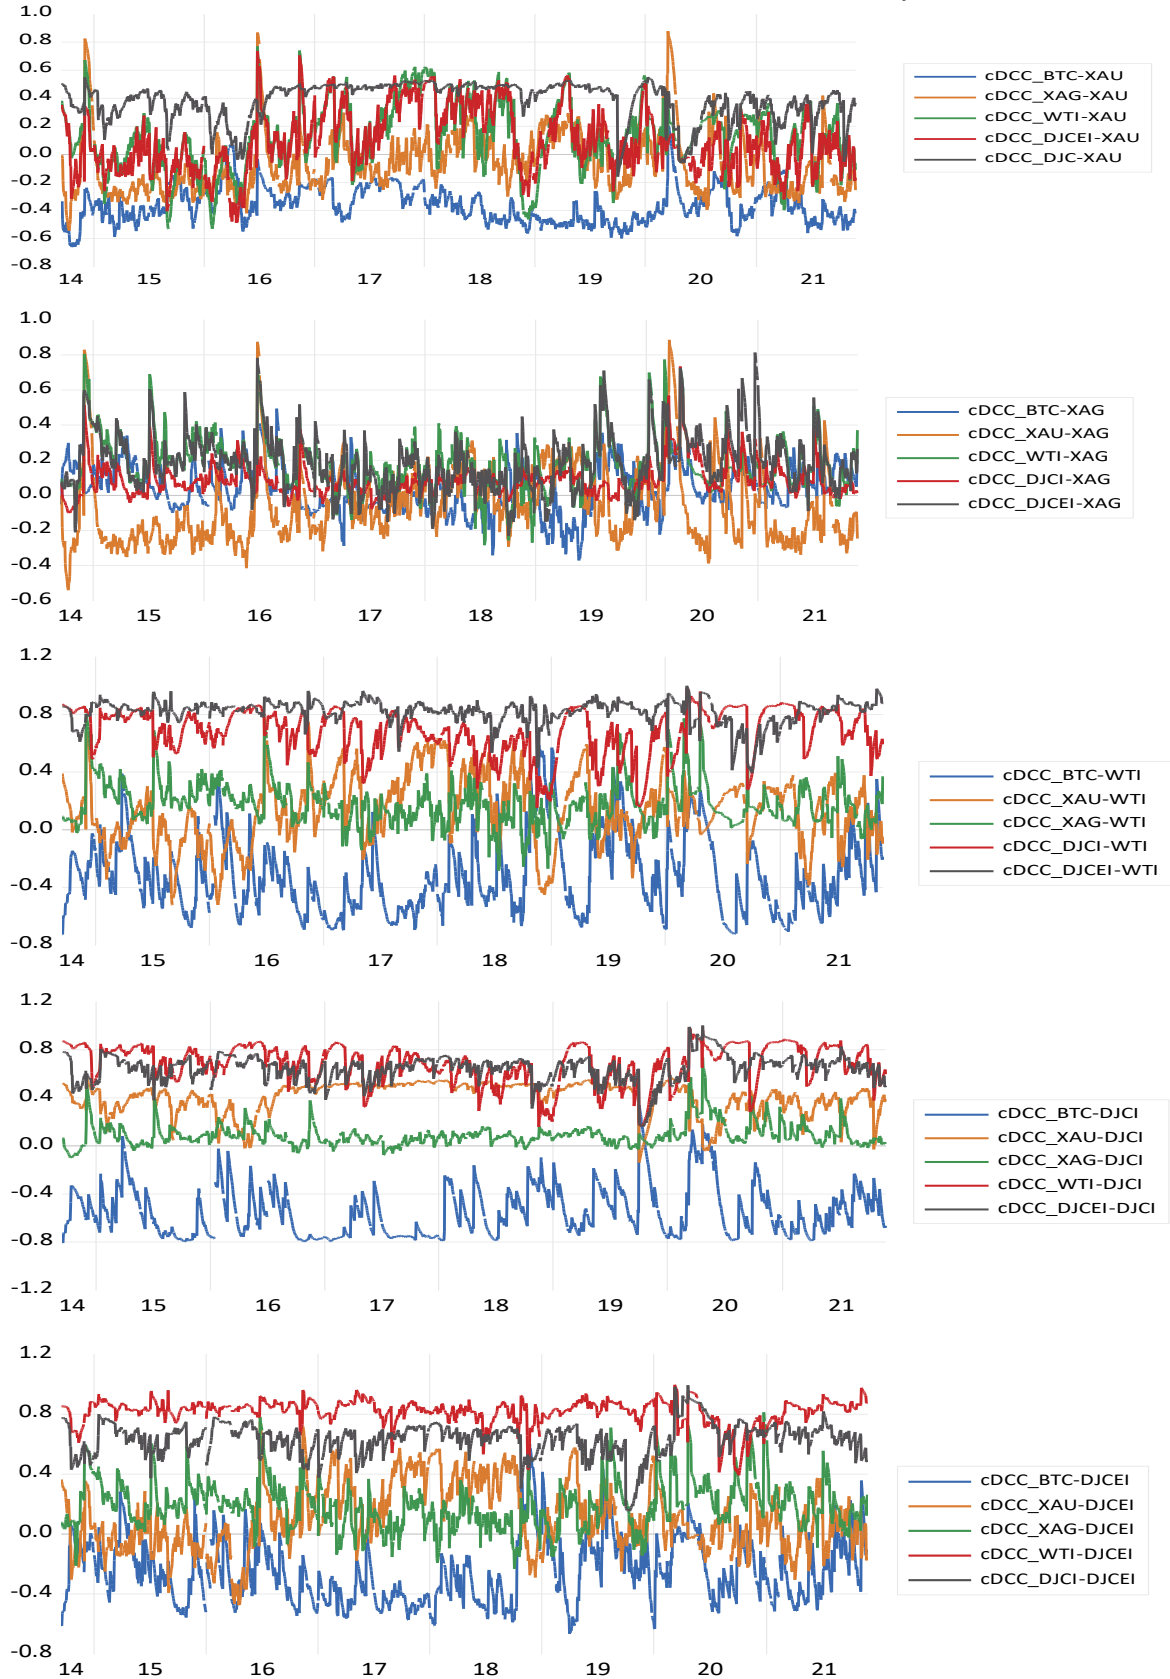 1.0
0.8
0.6
0.4
0.2
0.0
-0.2
-0.4
-0.6
-0.8
14 15 16 17 18 19 20 21
cDCC_BTC-XAU
cDCC_XAG-XAU
cDCC_WTI-XAU
cDCC_DJCEI-XAU
cDCC_DJC-XAU
1.0
0.8
0.6
0.4
0.2
0.0
-0.2
-0.4
-0.6
14 15 16 17 18 19 20 21
cDCC_BTC-XAG
cDCC_XAU-XAG
cDCC_WTI-XAG
cDCC_DJCI-XAG
cDCC_DJCEI-XAG
1.2
0.8
0.4
0.0
-0.4
-0.8
14 15 16 17 18 19 20 21
cDCC_BTC-WTI
cDCC_XAU-WTI
cDCC_XAG-WTI
cDCC_DJCI-WTI
cDCC_DJCEI-WTI
1.2
0.8
0.4
0.0
-0.4
-0.8
-1.2
14 15 16 17 18 19 20 21
cDCC_BTC-DJCI
cDCC_XAU-DJCI
cDCC_XAG-DJCI
cDCC_WTI-DJCI
cDCC_DJCEI-DJCI
1.2
0.8
0.4
0.0
-0.4
-0.8
14 15 16 17 18 19 20 21
cDCC_BTC-DJCEI
cDCC_XAU-DJCEI
cDCC_XAG-DJCEI
cDCC_WTI-DJCEI
cDCC_DJCI-DJCEI